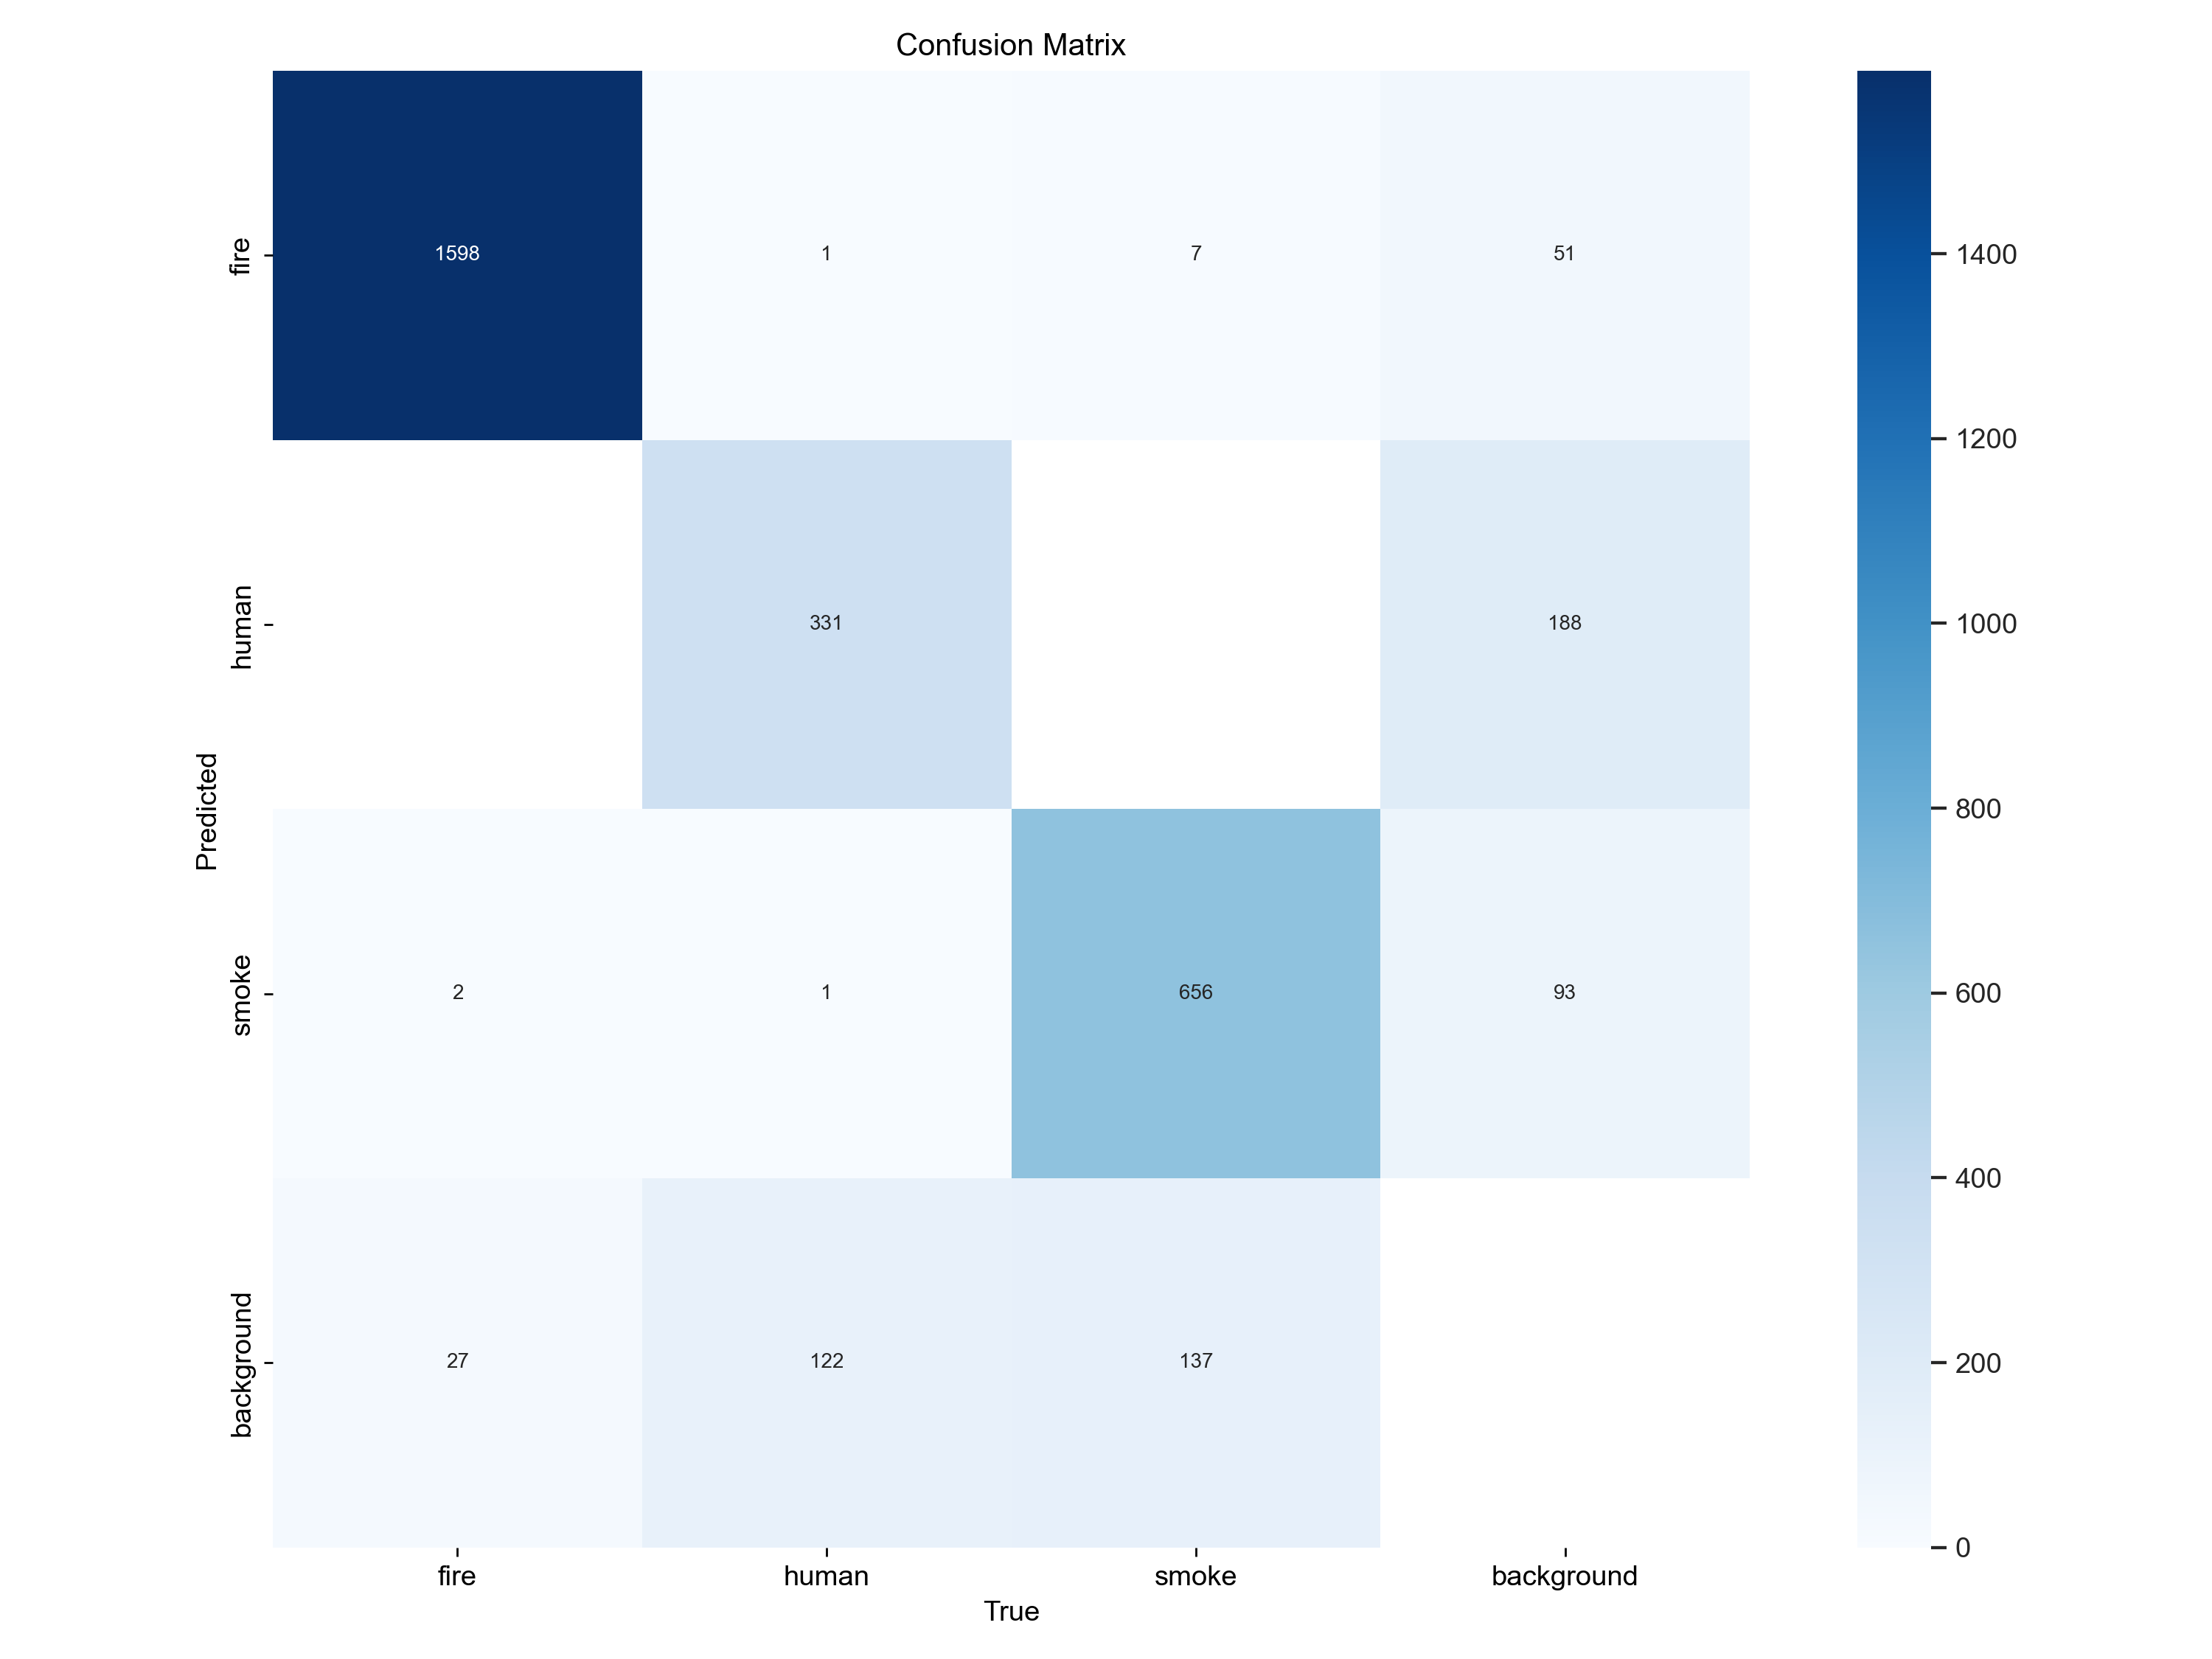 Confusion Matrix
fire
1598
1
7
51
human
331
188
smoke
2
1
656
93
background
27
122
137
Predicted
fire
human
smoke
background
True
1400
1200
1000
800
600
400
200
0